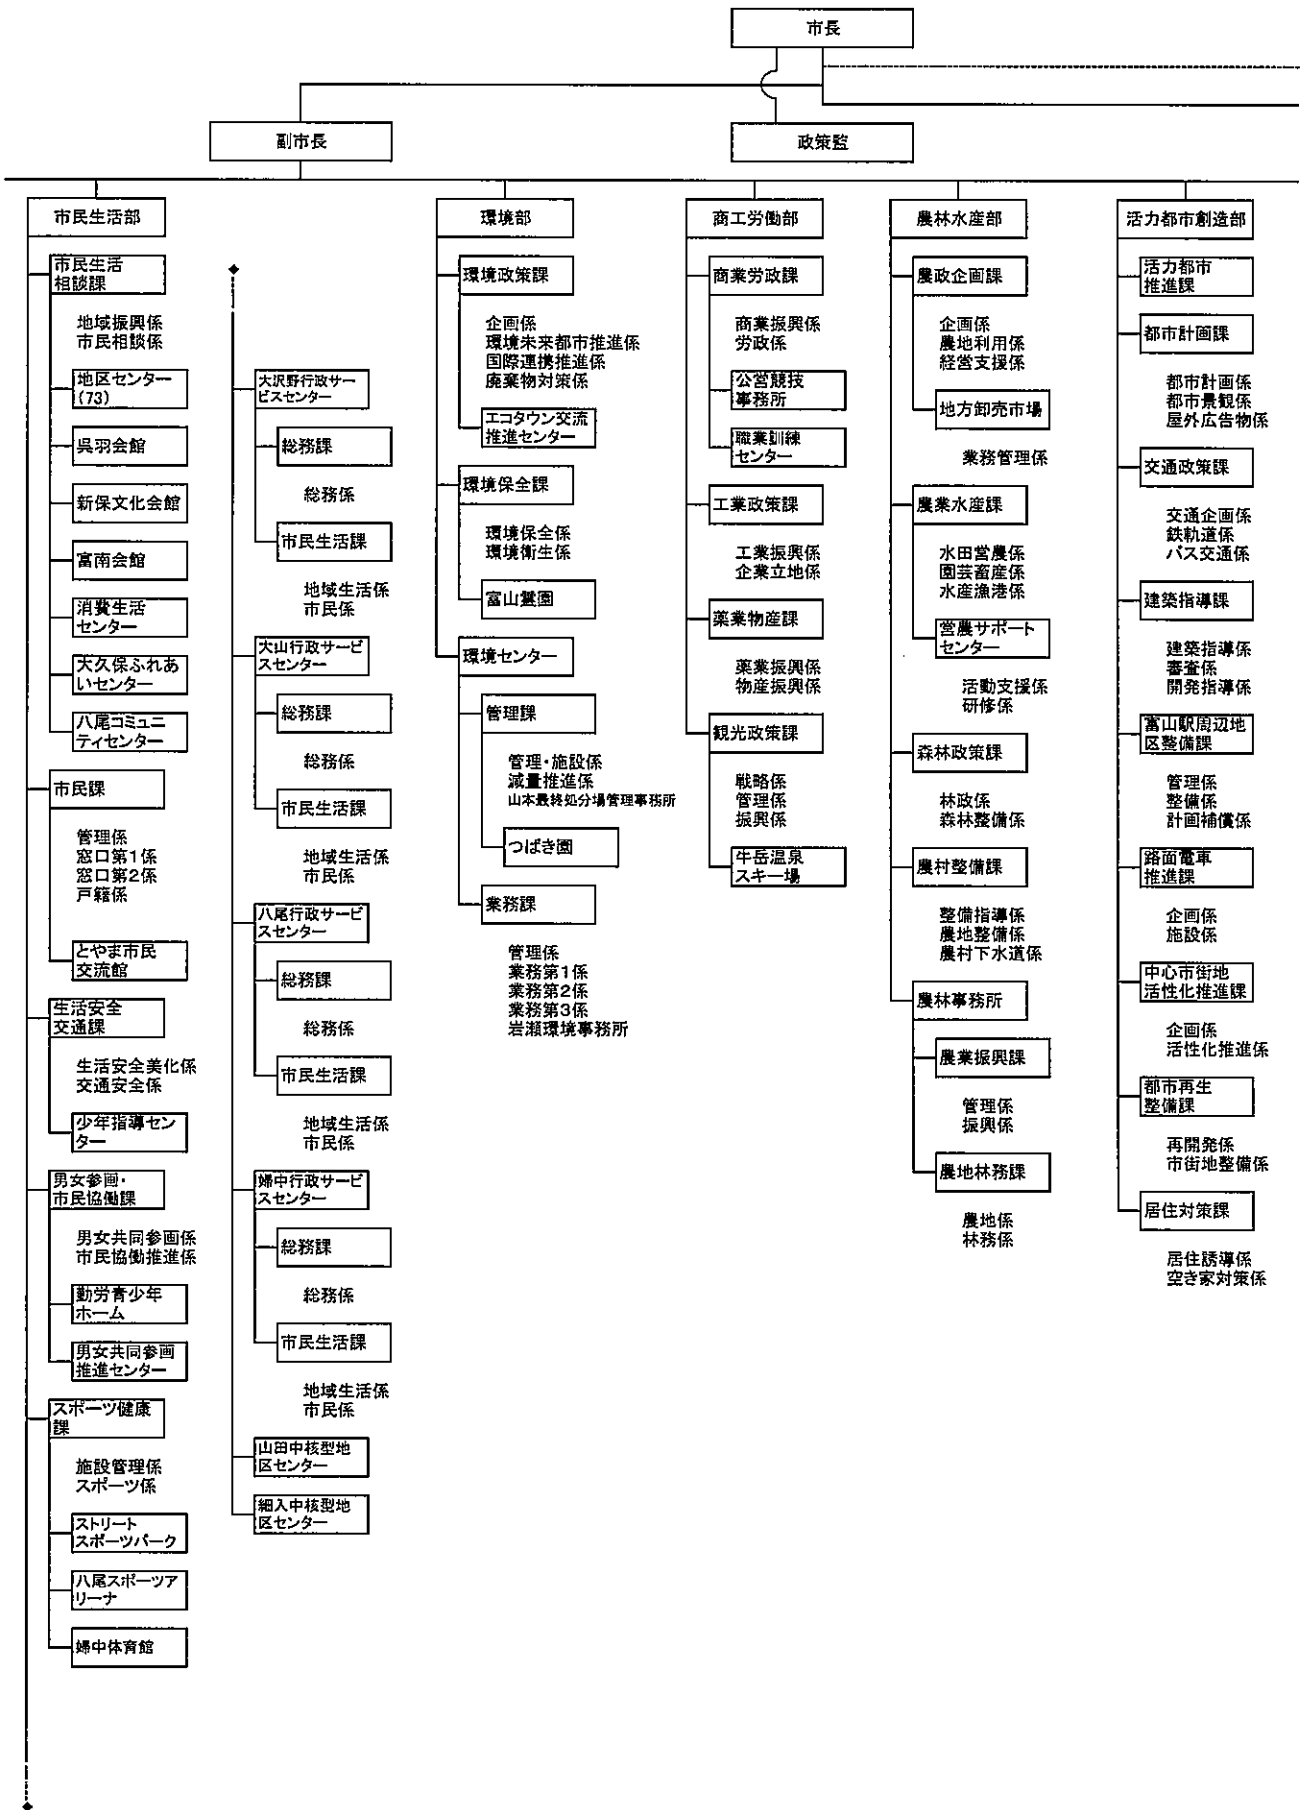 市長
副市長
政策監
市民生活部
市民生活
相談課
地域振興係
市民相談係
地区センター
(73)
呉羽会館
新保文化会館
富南会館
消費生活
センター
大久保ふれあ
いセンター
八尾コミュニ
ティセンター
市民課
管理係
窓口第1係
窓口第2係
戸籍係
とやま市民
交流館
生活安全
交通課
生活安全美化係
交通安全係
少年指導セン
ター
男女参画・
市民協働課
男女共同参画係
市民協働推進係
勤労青少年
ホーム
男女共同参画
推進センター
スポーツ健康
課
施設管理係
スポーツ係
ストリート
スポーツパーク
八尾スポーツア
リーナ
婦中体育館
大沢野行政サー
ビスセンター
総務課
総務係
市民生活課
地域生活係
市民係
大山行政サービ
スセンター
総務課
総務係
市民生活課
地域生活係
市民係
八尾行政サービ
スセンター
総務課
総務係
市民生活課
地域生活係
市民係
婦中行政サービ
スセンター
総務課
総務係
市民生活課
地域生活係
市民係
山田中核型地
区センター
細入中核型地
区センター
環境部
環境政策課
企画係
環境未来都市推進係
国際連携推進係
廃棄物対策係
エコタウン交流
推進センター
環境保全課
環境保全係
環境衛生係
富山霊園
環境センター
管理課
管理・施設係
減量推進係
山本最終処分場管理事務所
つばき園
業務課
管理係
業務第1係
業務第2係
業務第3係
岩瀬環境事務所
商工労働部
商業労政課
商業振興係
労政係
公営競技
事務所
職業訓練
センター
工業政策課
工業振興係
企業立地係
薬業物産課
薬業振興係
物産振興係
観光政策課
戦略係
管理係
振興係
牛岳温泉
スキー場
農林水産部
農政企画課
企画係
農地利用係
経営支援係
地方卸売市場
業務管理係
農業水産課
水田営農係
園芸畜産係
水産漁港係
営農サポート
センター
活動支援係
研修係
森林政策課
林政係
森林整備係
農村整備課
整備指導係
農地整備係
農村下水道係
農林事務所
農業振興課
管理係
振興係
農地林務課
農地係
林務係
活力都市創造部
活力都市
推進課
都市計画課
都市計画係
都市景観係
屋外広告物係
交通政策課
交通企画係
鉄軌道係
バス交通係
建築指導課
建築指導係
審査係
開発指導係
富山駅周辺地
区整備課
管理係
整備係
計画補償係
路面電車
推進課
企画係
施設係
中心市街地
活性化推進課
企画係
活性化推進係
都市再生
整備課
再開発係
市街地整備係
居住対策課
居住誘導係
空き家対策係